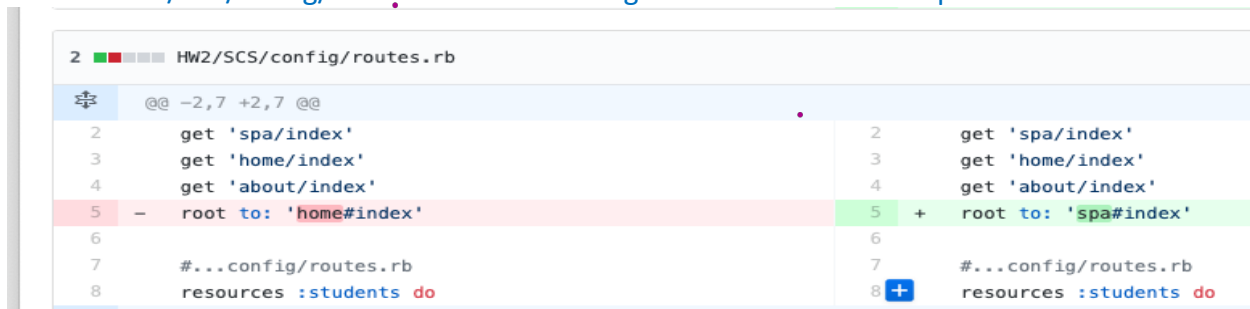 2 HW2/SCS/config/routes.rb
@@ -2,7 +2,7 @@
2 get 'spa/index'
3 get 'home/index'
4 get 'about/index'
5 - root to: 'home#index'
6
7 #...config/routes.rb
8 resources :students do
2 get 'spa/index'
3 get 'home/index'
4 get 'about/index'
5 + root to: 'spa#index'
6
7 #...config/routes.rb
8 + resources :students do